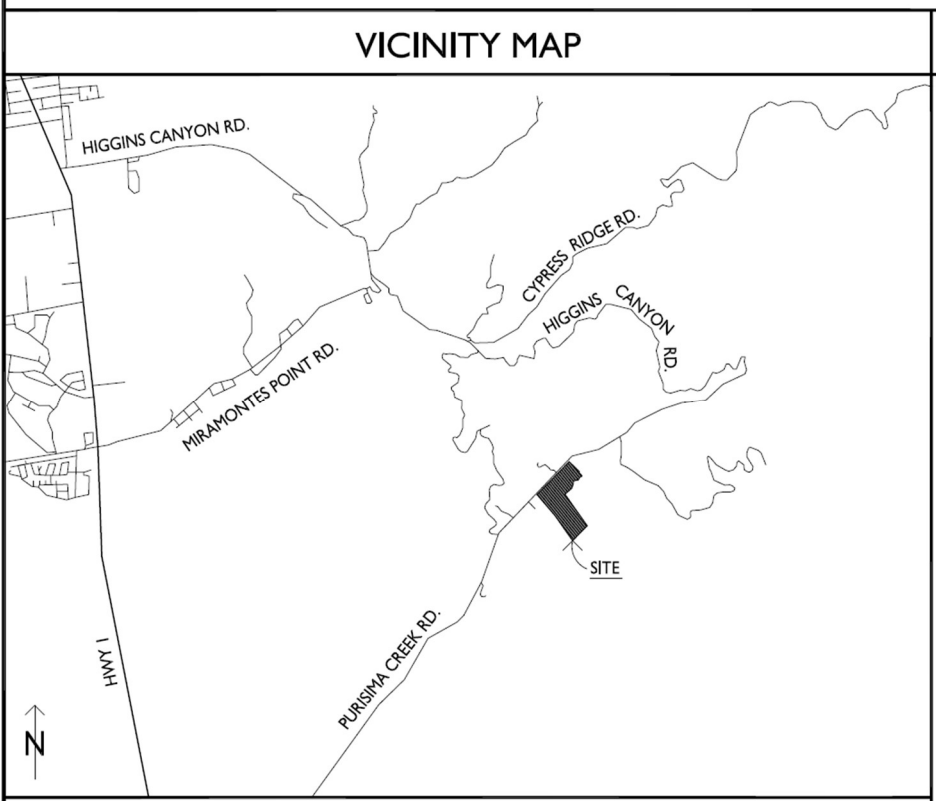 VICINITY MAP
HIGGINS CANYON RD.
CYPRESS RIDGE RD.
HIGGINS CANYON RD.
MIRAMONTES POINT RD.
SITE
PURISIMA CREEK RD.
HWY 1
N